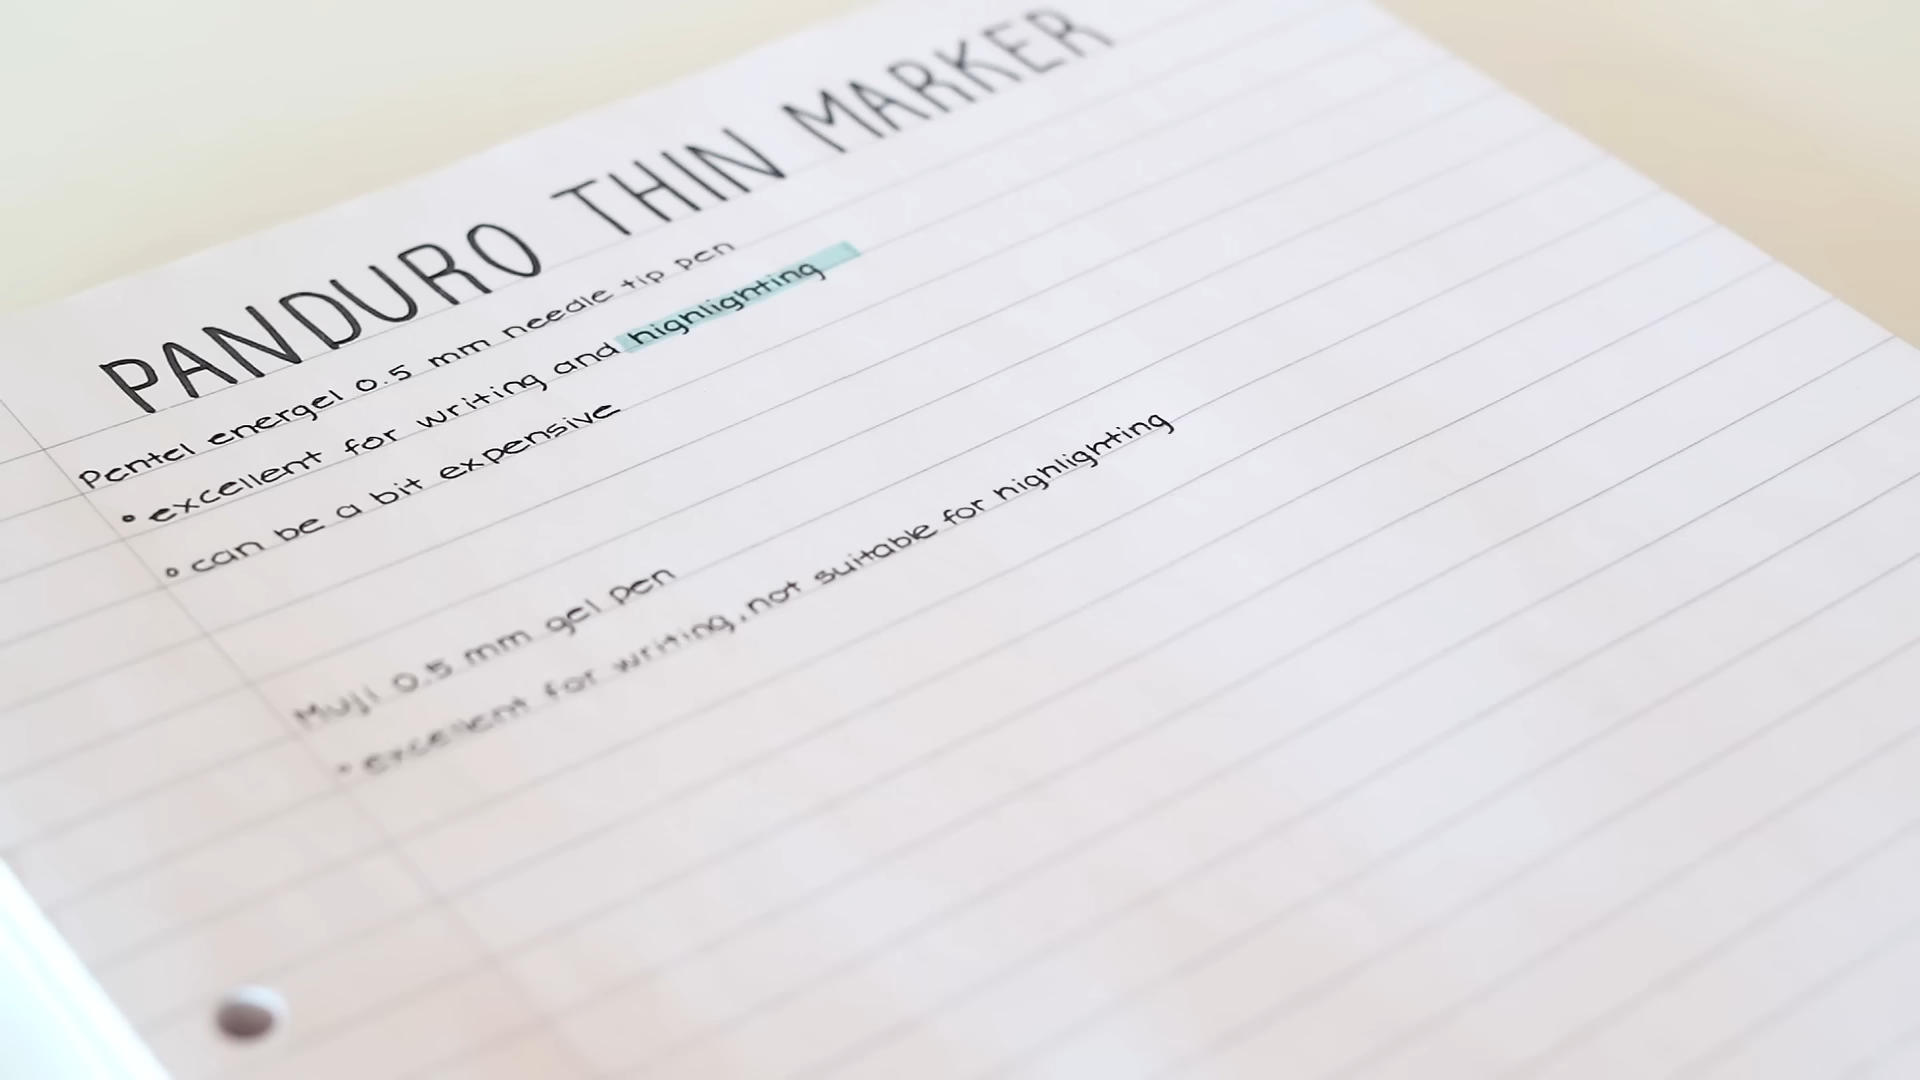 PANDURO THIN MARKER
Pentel energel 0.5 mm needle tip pen
• excellent for writing and highlighting
• can be a bit expensive
Muji 0.5 mm gel pen
• excellent for writing, not suitable for highlighting